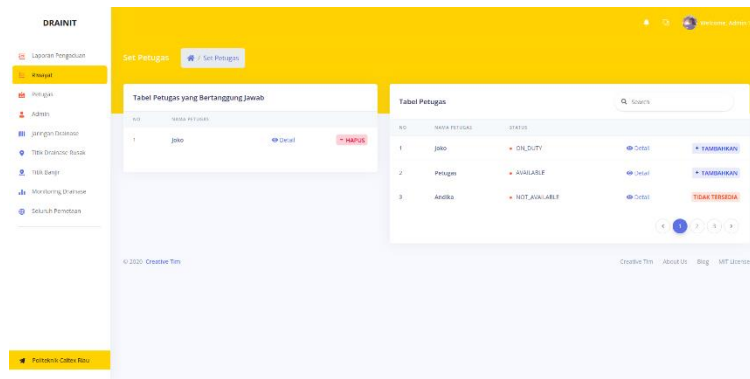 DRAINIT
Welcome, Admin
Laporan Pengaduan
Set Petugas
/ Set Petugas
Riwayat
Petugas
Tabel Petugas yang Bertanggung Jawab
Tabel Petugas
Search
Admin
NO NAMA PETUGAS
NO NAMA PETUGAS STATUS
Jaringan Drainase
1 Joko Detail - HAPUS
1 Joko ON_DUTY Detail + TAMBAHKAN
Titik Drainase Rusak
Titik Banjir
2 Petugas AVAILABLE Detail + TAMBAHKAN
Monitoring Drainase
3 Andika NOT_AVAILABLE Detail TIDAK TERSEDIA
Seluruh Pemetaan
< 1 2 3 >
© 2020 Creative Tim
Creative Tim About Us Blog MIT License
Politeknik Caltex Riau